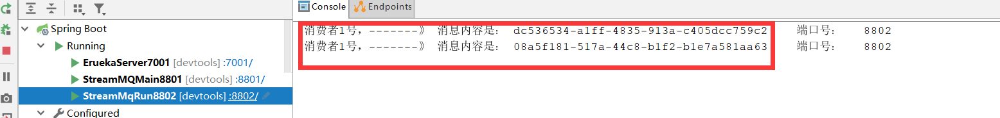 Console Endpoints
Spring Boot
Running
EruekaServer7001 [devtools] :7001/
StreamMQMain8801 [devtools] :8801/
StreamMqRun8802 [devtools] :8802/
Configured
消费者1号，-------》 消息内容是： dc536534-a1ff-4835-913a-c405dcc759c2 端口号： 8802
消费者1号，-------》 消息内容是： 08a5f181-517a-44c8-b1f2-b1e7a581aa63 端口号： 8802